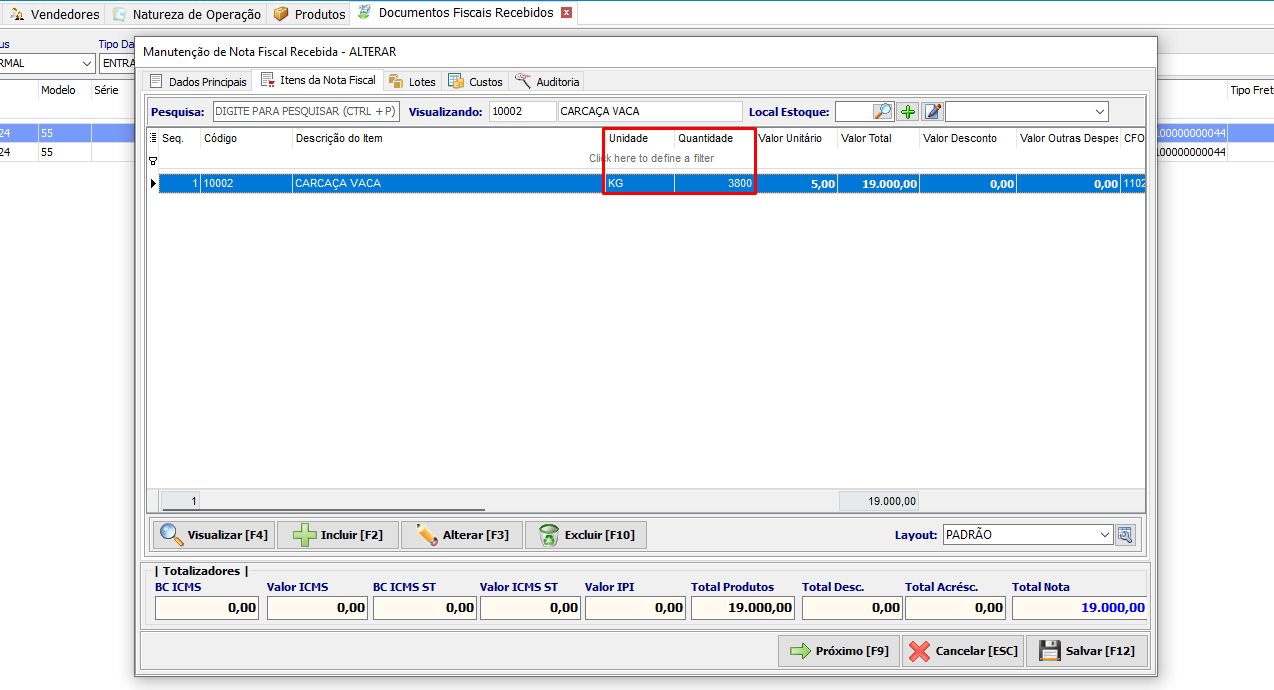 Vendedores Natureza de Operação Produtos Documentos Fiscais Recebidos
us Tipo Da
RMAL ENTRA
Modelo Série Tipo Fret
24 55 100000000044
24 55 100000000044
Manutenção de Nota Fiscal Recebida - ALTERAR
Dados Principais Itens da Nota Fiscal Lotes Custos Auditoria
Pesquisa: DIGITE PARA PESQUISAR (CTRL +P) Visualizando: 10002 CARCAÇA VACA Local Estoque:
Seq. Código Descrição do Item Unidade Quantidade Valor Unitário Valor Total Valor Desconto Valor Outras Despes CFO
Click here to define a filter
1 10002 CARCAÇA VACA KG 3800 5,00 19.000,00 0,00 0,00 1102
1 19.000,00
Visualizar [F4] Incluir [F2] Alterar [F3] Excluir [F10] Layout: PADRÃO
| Totalizadores |
BC ICMS Valor ICMS BC ICMS ST Valor ICMS ST Valor IPI Total Produtos Total Desc. Total Acrésc. Total Nota
0,00 0,00 0,00 0,00 0,00 19.000,00 0,00 0,00 19.000,00
Próximo [F9] Cancelar [ESC] Salvar [F12]